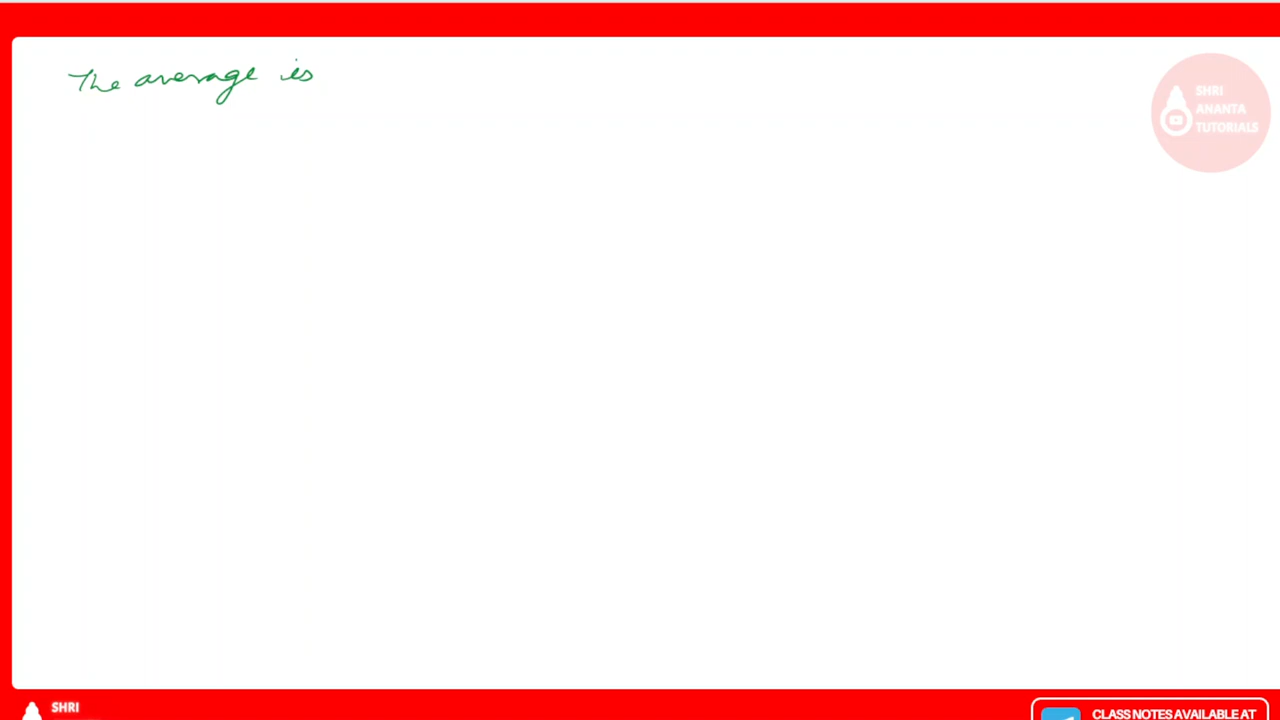 The average is
SHRI
ANANTA
TUTORIALS
SHRI
CLASS NOTES AVAILABLE AT